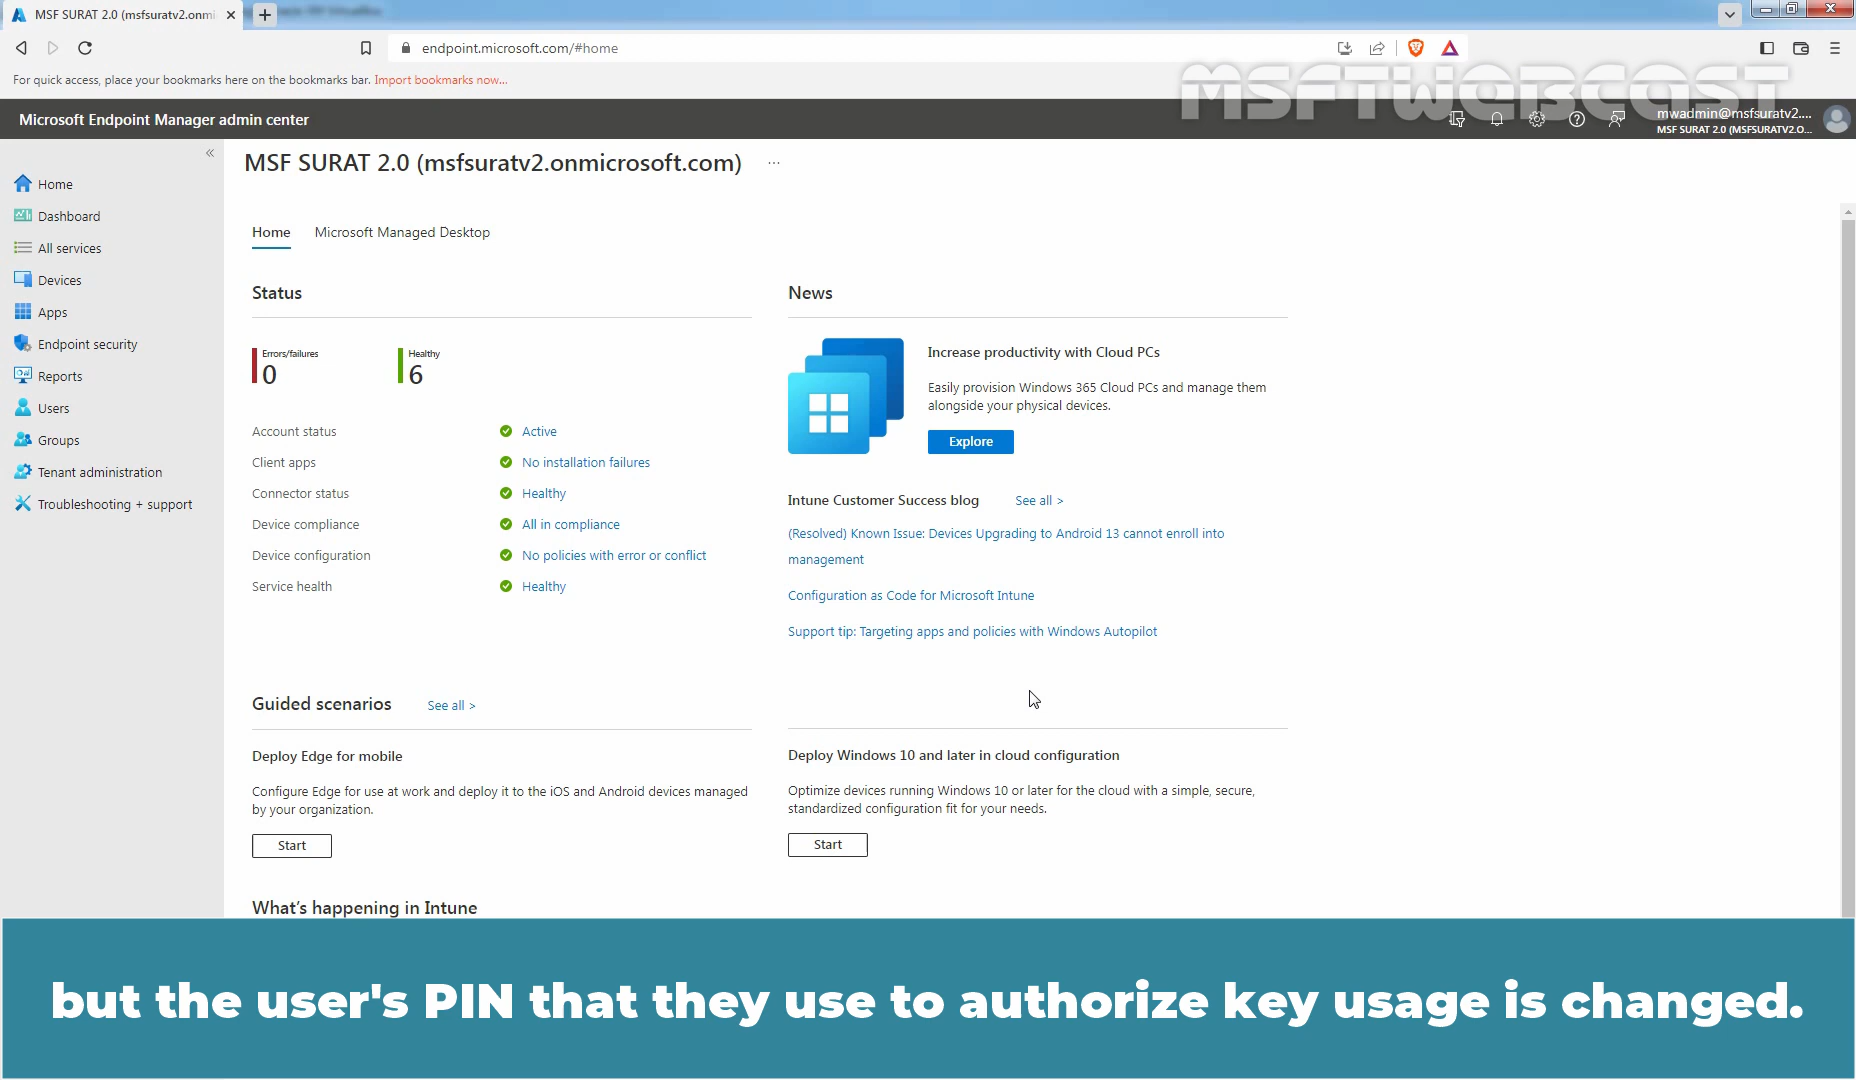 MSF SURAT 2.0 (msfsuratv2.onmi
endpoint.microsoft.com/#home
For quick access, place your bookmarks here on the bookmarks bar. Import bookmarks now...
MSFTWEBCAST
Microsoft Endpoint Manager admin center
mwadmin@msfsuratv2....
MSF SURAT 2.0 (MSFSURATV2.O...
MSF SURAT 2.0 (msfsuratv2.onmicrosoft.com) ...
Home
Dashboard
All services
Devices
Apps
Endpoint security
Reports
Users
Groups
Tenant administration
Troubleshooting + support
Home Microsoft Managed Desktop
Status
Errors/failures
0
Healthy
6
Account status Active
Client apps No installation failures
Connector status Healthy
Device compliance All in compliance
Device configuration No policies with error or conflict
Service health Healthy
News
Increase productivity with Cloud PCs
Easily provision Windows 365 Cloud PCs and manage them
alongside your physical devices.
Explore
Intune Customer Success blog See all >
(Resolved) Known Issue: Devices Upgrading to Android 13 cannot enroll into
management
Configuration as Code for Microsoft Intune
Support tip: Targeting apps and policies with Windows Autopilot
Guided scenarios See all >
Deploy Edge for mobile
Configure Edge for use at work and deploy it to the iOS and Android devices managed
by your organization.
Start
Deploy Windows 10 and later in cloud configuration
Optimize devices running Windows 10 or later for the cloud with a simple, secure,
standardized configuration fit for your needs.
Start
What's happening in Intune
but the user's PIN that they use to authorize key usage is changed.